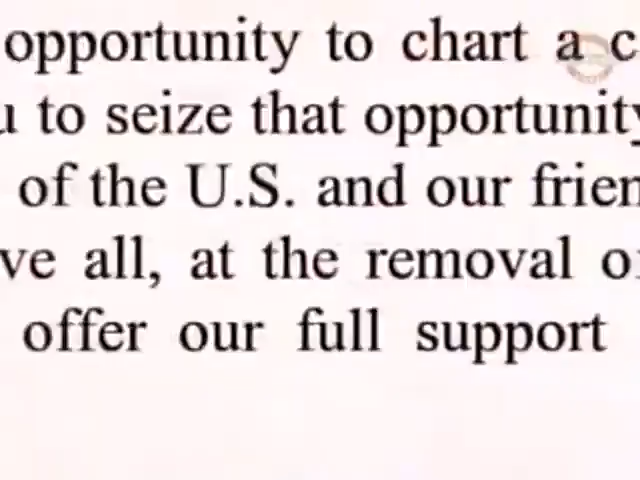 opportunity to chart a c
u to seize that opportunity
of the U.S. and our frien
ve all, at the removal o
offer our full support